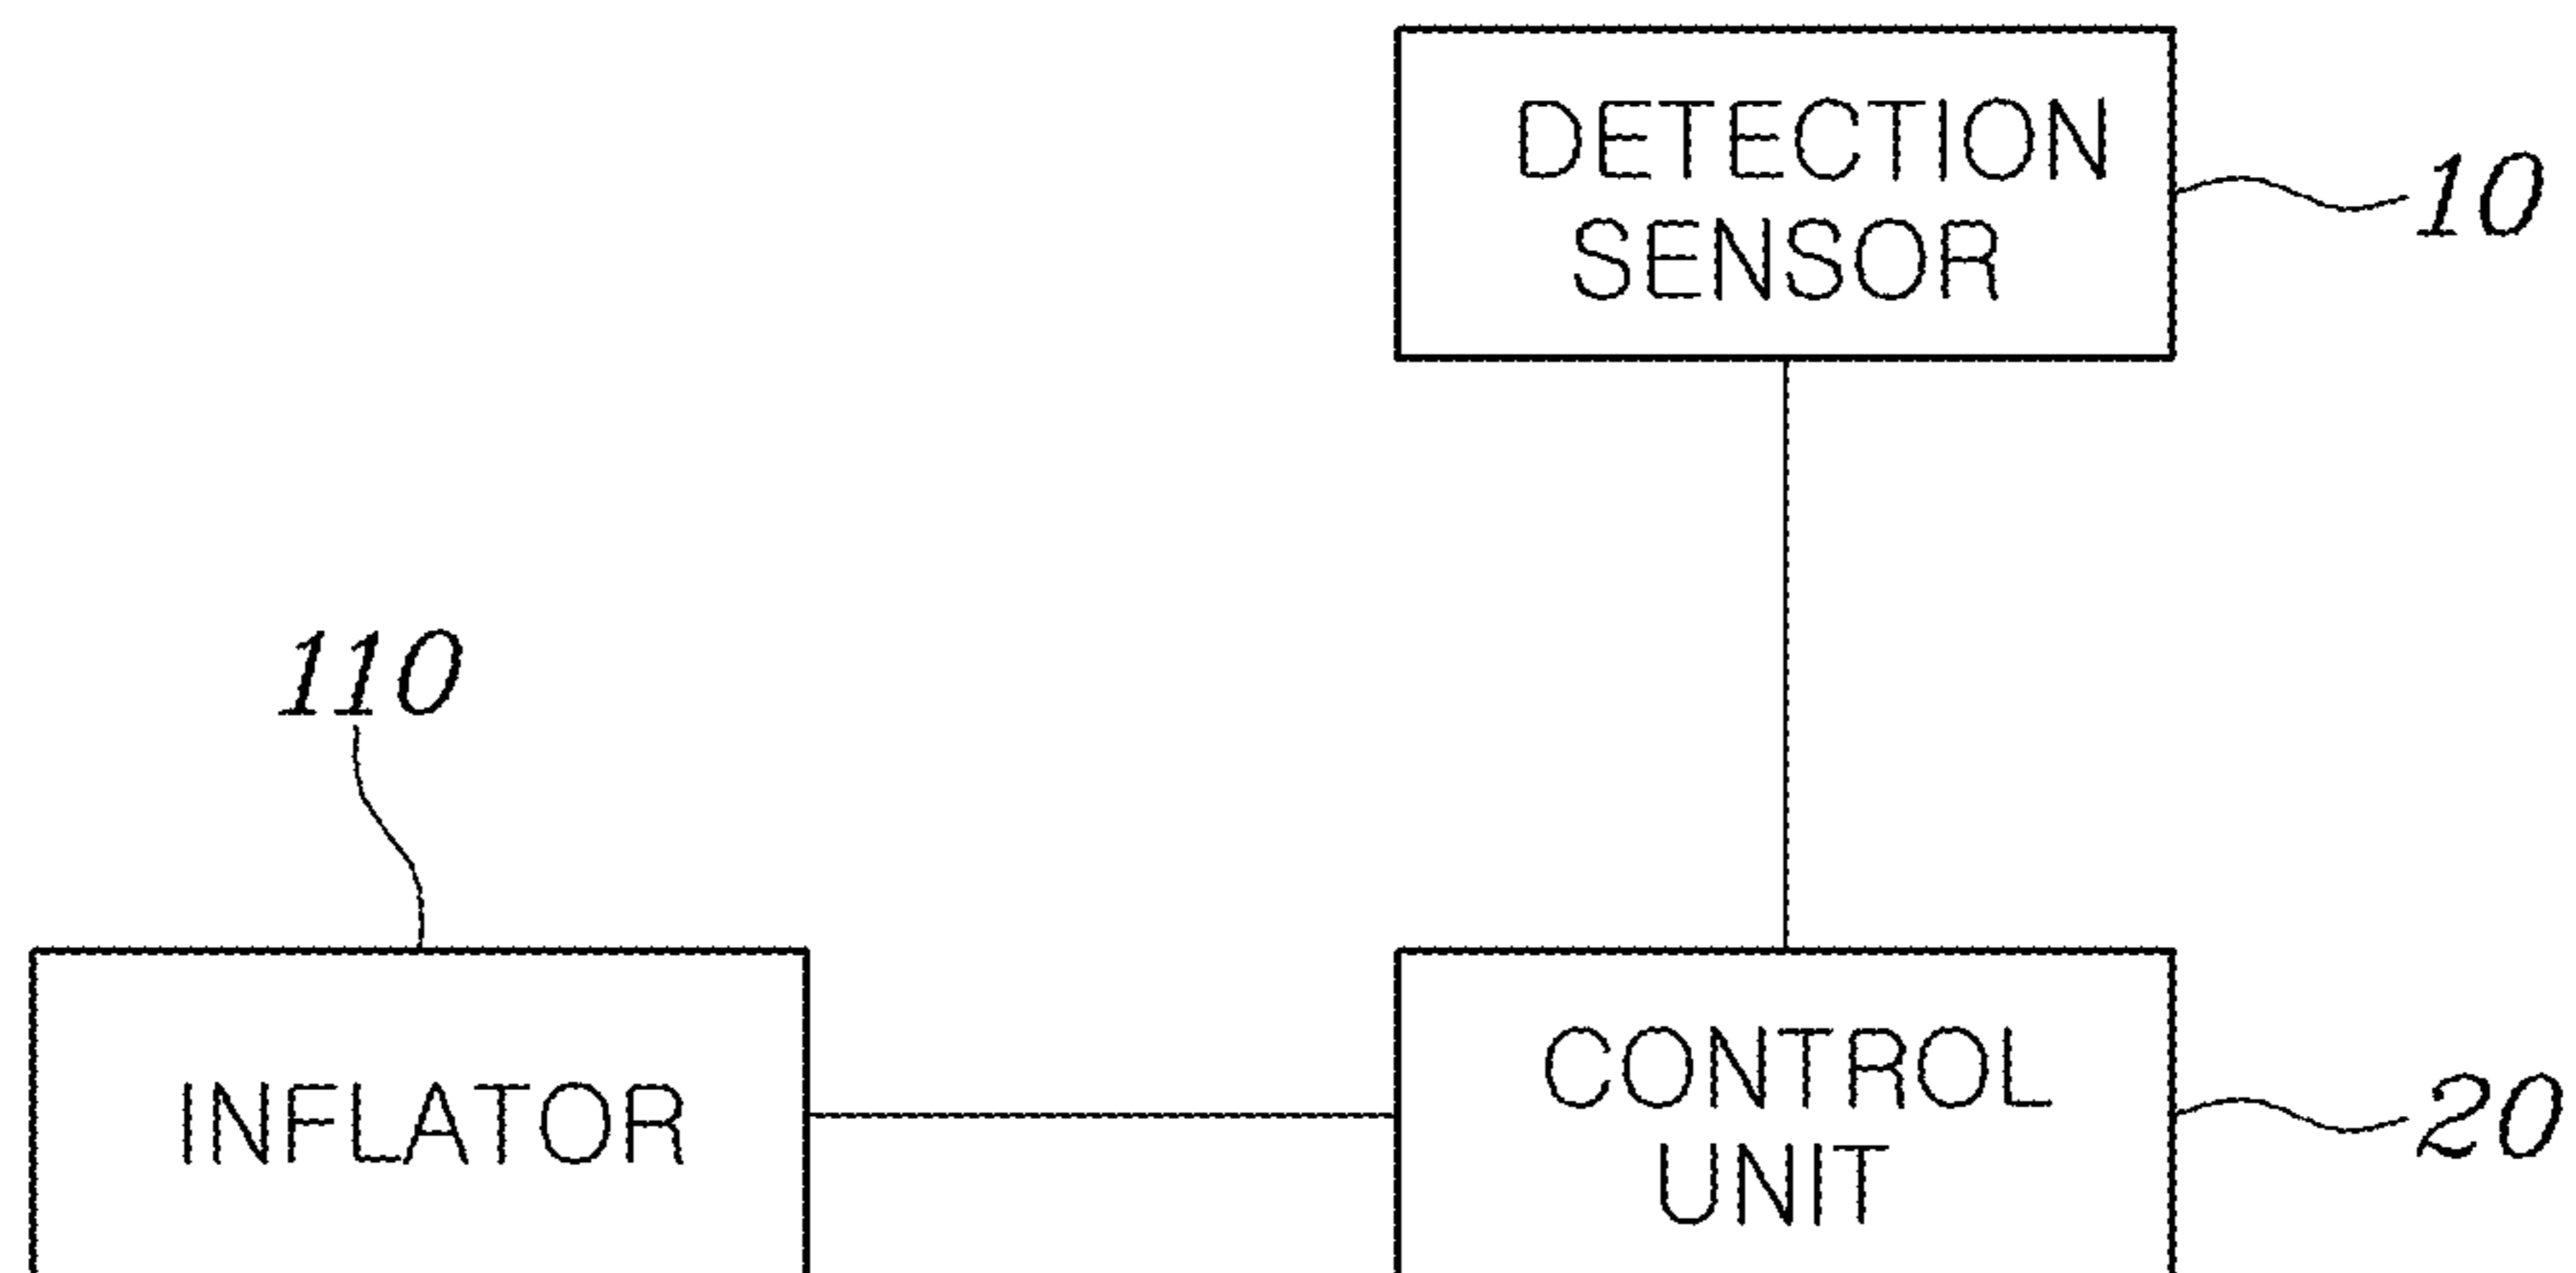 DETECTION
SENSOR
10
110
INFLATOR
CONTROL
UNIT
20